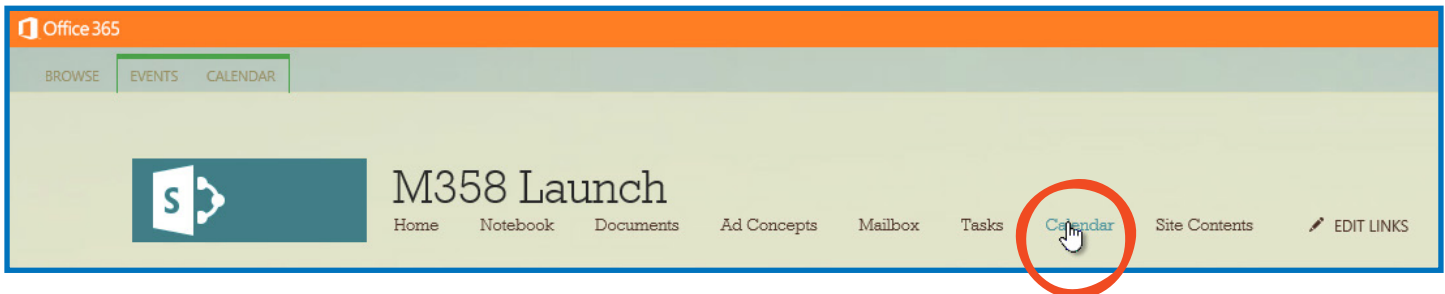 Office 365
BROWSE EVENTS CALENDAR
S
M358 Launch
Home Notebook Documents Ad Concepts Mailbox Tasks Calendar Site Contents EDIT LINKS